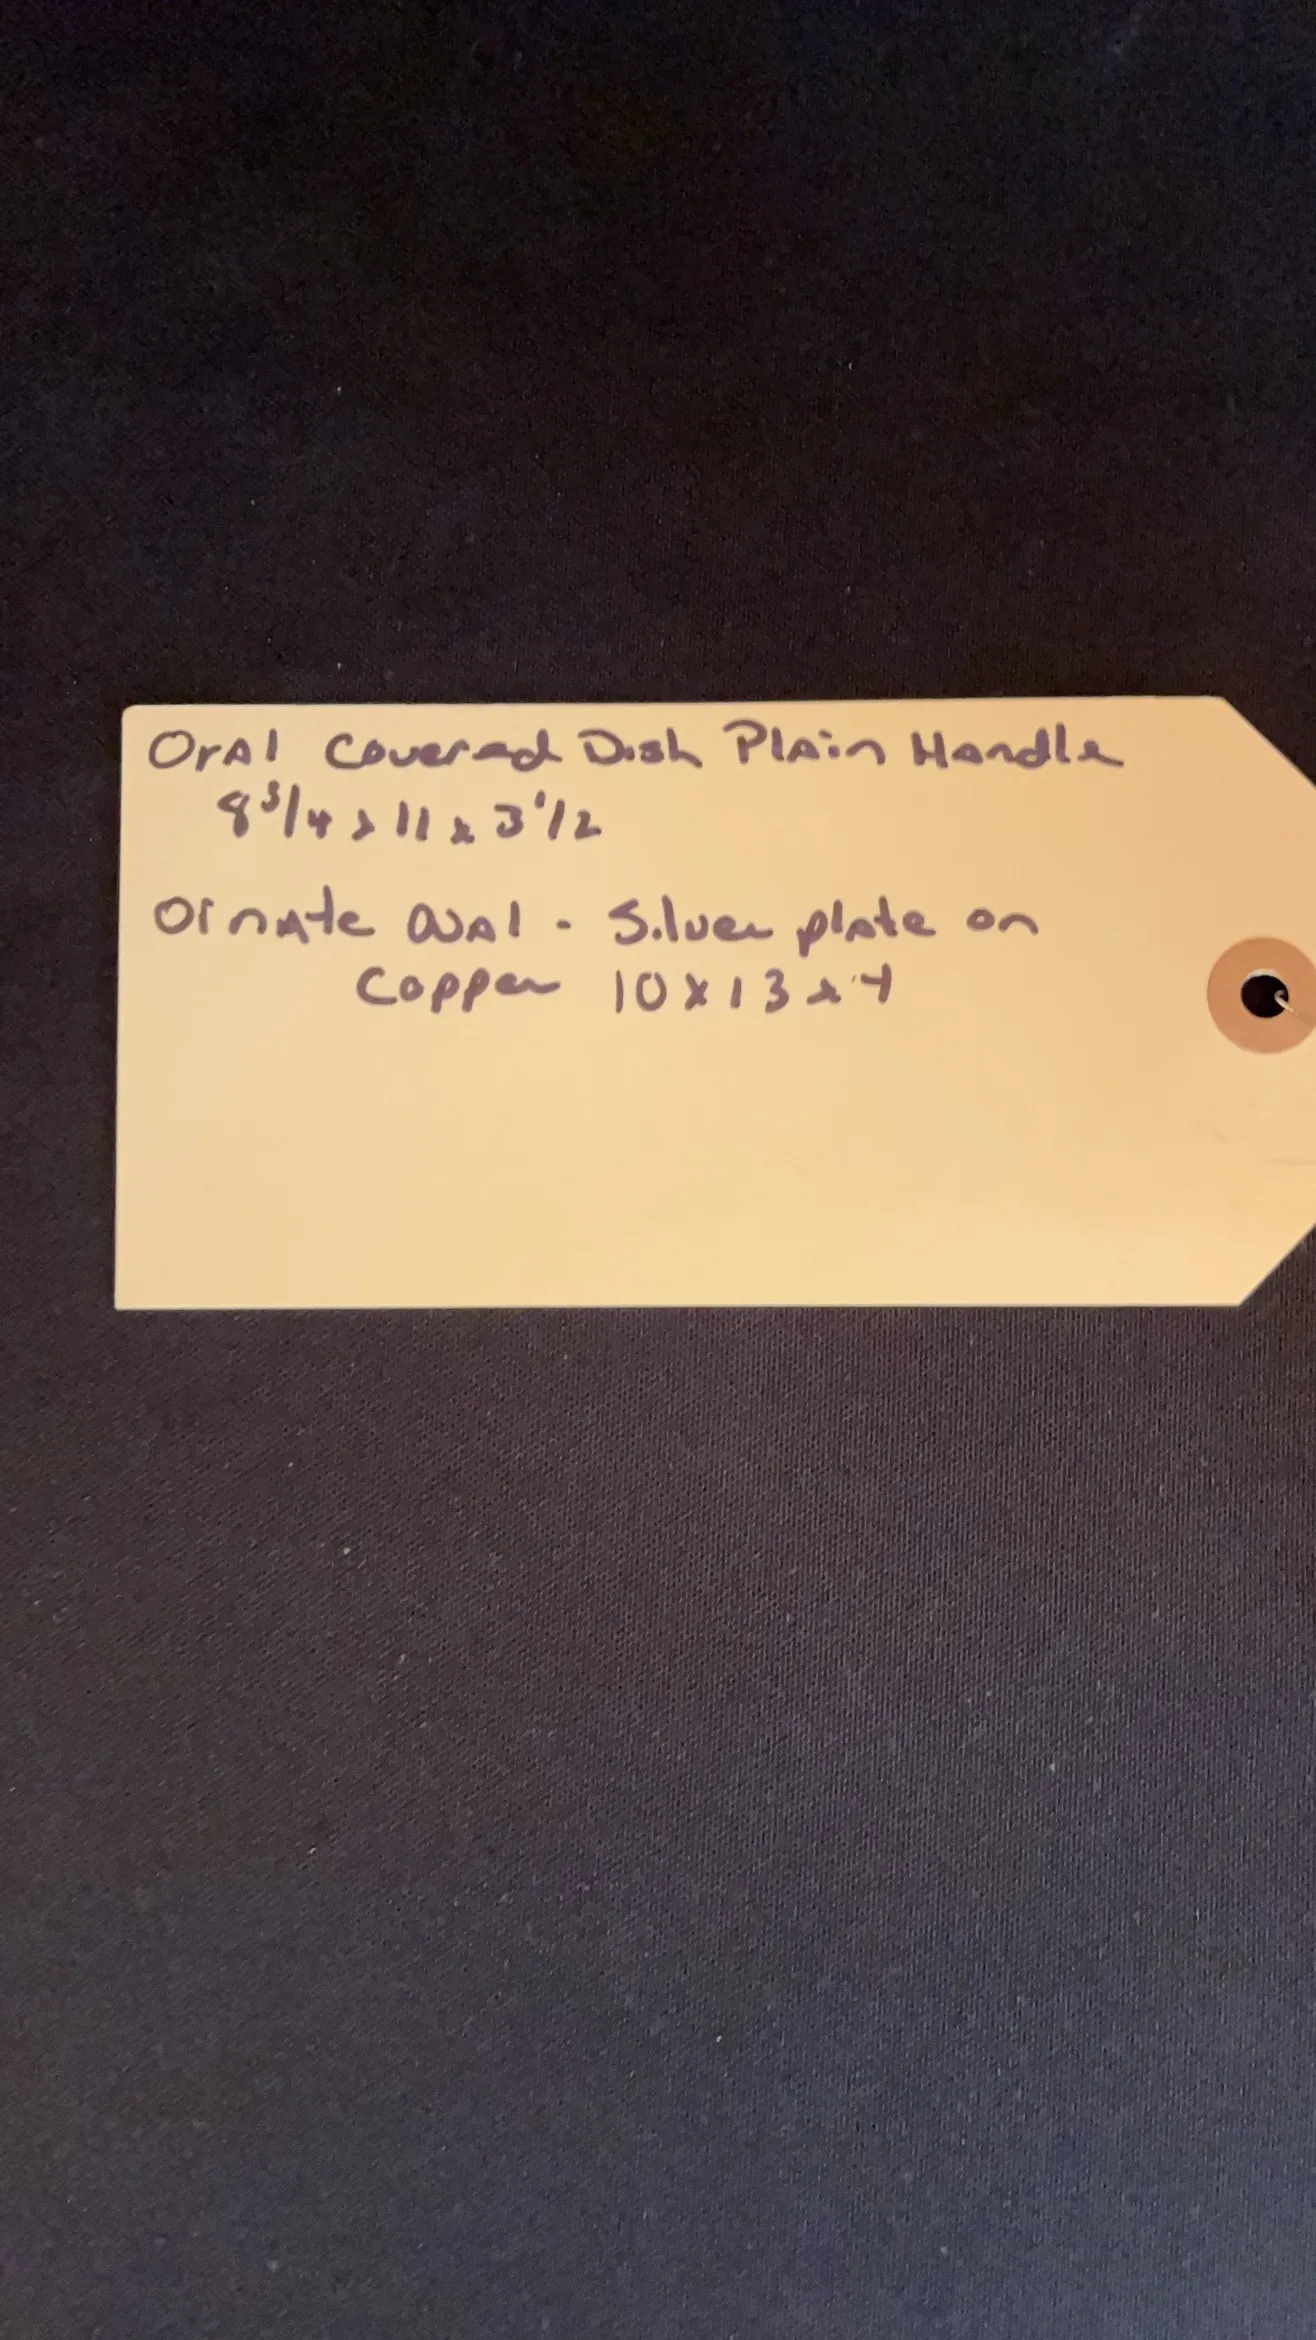 Oval Covered Dish Plain Handle
8 3/4 x 11 x 3 1/2
Ornate Oval - Silver plate on
Copper 10 x 13 x 4